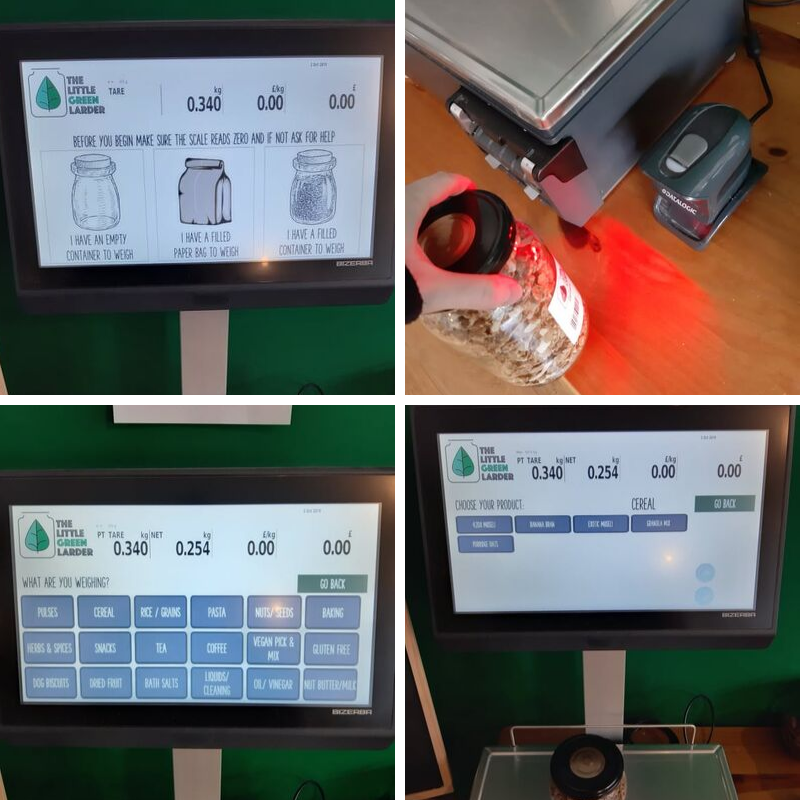 THE
LITTLE
GREEN
LARDER
TARE
kg
£/kg
£
0.340
0.00
0.00
BEFORE YOU BEGIN MAKE SURE THE SCALE READS ZERO AND IF NOT ASK FOR HELP
I HAVE AN EMPTY
CONTAINER TO WEIGH
I HAVE A FILLED
PAPER BAG TO WEIGH
I HAVE A FILLED
CONTAINER TO WEIGH
BIZERBA
DATALOGIC
THE
LITTLE
GREEN
LARDER
PT TARE
kg
NET
kg
£/kg
£
0.340
0.254
0.00
0.00
WHAT ARE YOU WEIGHING?
GO BACK
PULSES
CEREAL
RICE / GRAINS
PASTA
NUTS/ SEEDS
BAKING
HERBS & SPICES
SNACKS
TEA
COFFEE
VEGAN PICK &
MIX
GLUTEN FREE
DOG BISCUITS
DRIED FRUIT
BATH SALTS
LIQUIDS/
CLEANING
OIL/ VINEGAR
NUT BUTTER/MILK
BIZERBA
THE
LITTLE
GREEN
LARDER
PT TARE
kg
NET
kg
£/kg
£
0.340
0.254
0.00
0.00
CHOOSE YOUR PRODUCT:
CEREAL
GO BACK
BANANA BRAN
EXOTIC MUESLI
GRANOLA MIX
PORRIDGE OATS
BIZERBA